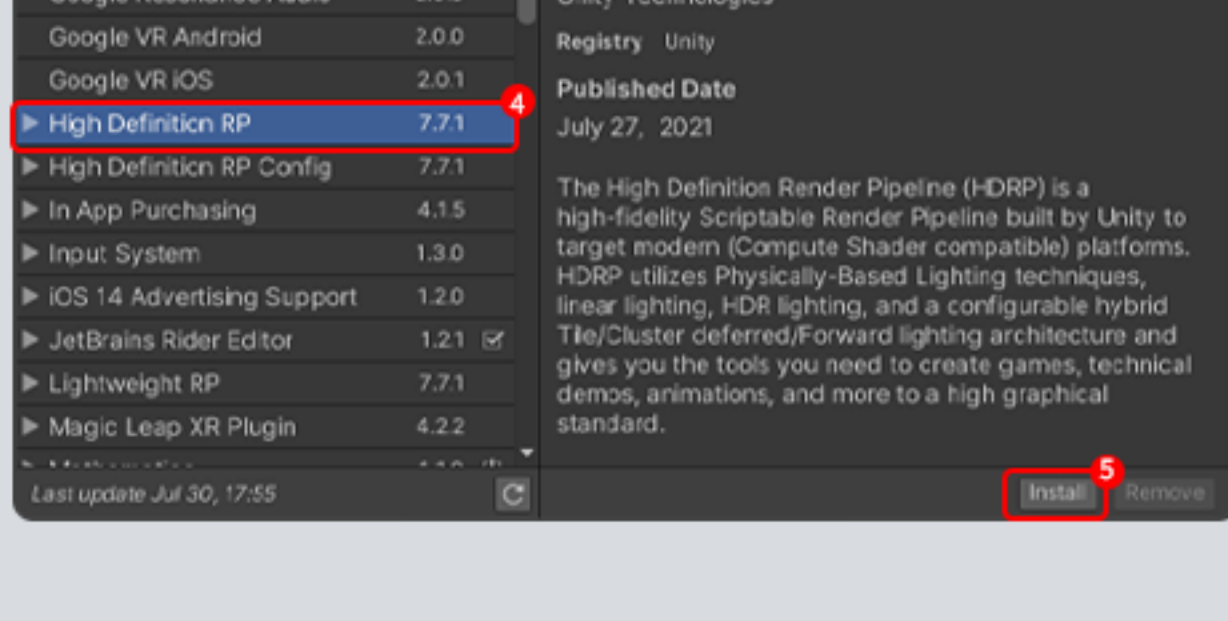 Google VR Android 2.0.0
Google VR iOS 2.0.1
4
High Definition RP 7.7.1
High Definition RP Config 7.7.1
In App Purchasing 4.1.5
Input System 1.3.0
iOS 14 Advertising Support 1.2.0
JetBrains Rider Editor 1.2.1
Lightweight RP 7.7.1
Magic Leap XR Plugin 4.2.2
Last update Jul 30, 17:55
Unity Technologies
Registry Unity
Published Date
July 27, 2021
The High Definition Render Pipeline (HDRP) is a
high-fidelity Scriptable Render Pipeline built by Unity to
target modern (Compute Shader compatible) platforms.
HDRP utilizes Physically-Based Lighting techniques,
linear lighting, HDR lighting, and a configurable hybrid
Tile/Cluster deferred/Forward lighting architecture and
gives you the tools you need to create games, technical
demos, animations, and more to a high graphical
standard.
5
Install Remove